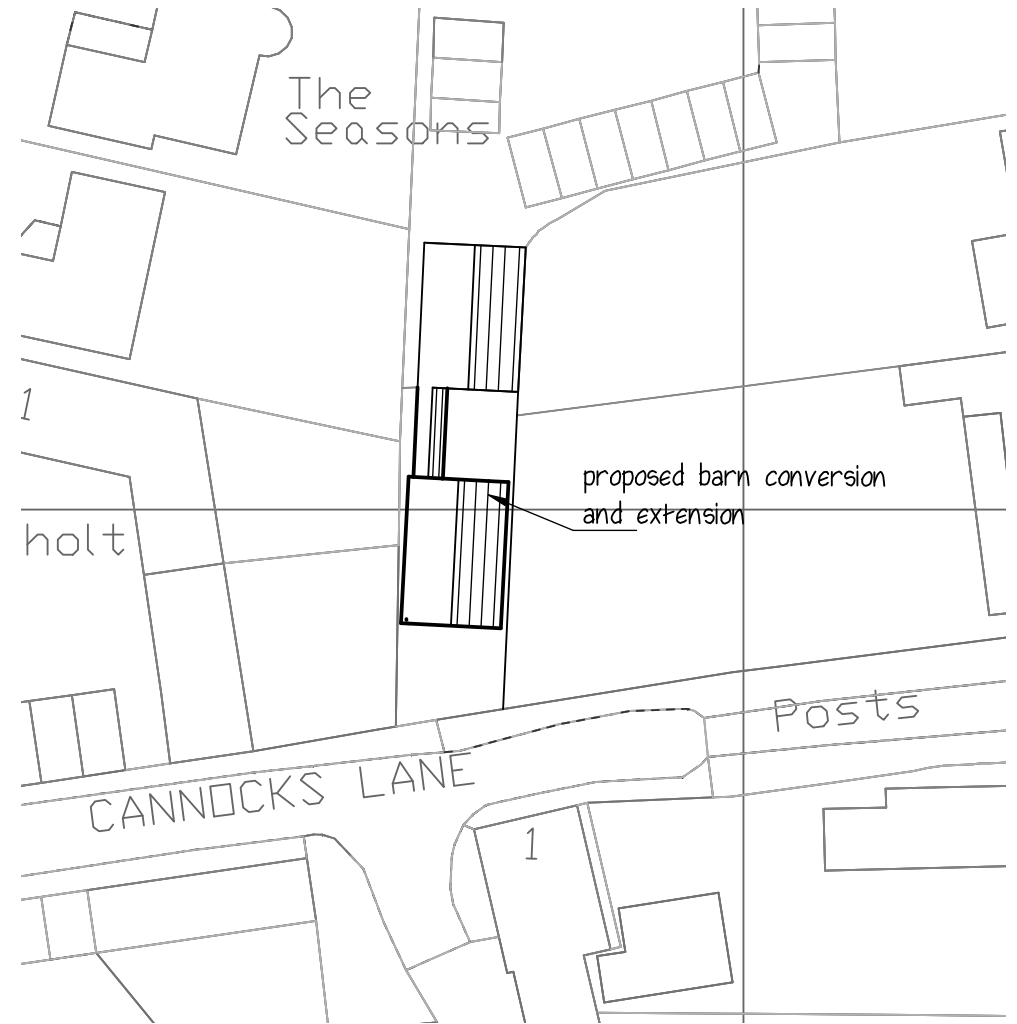 The
Seasons
1
proposed barn conversion
and extension
holt
Posts
CANNOCKS LANE
1